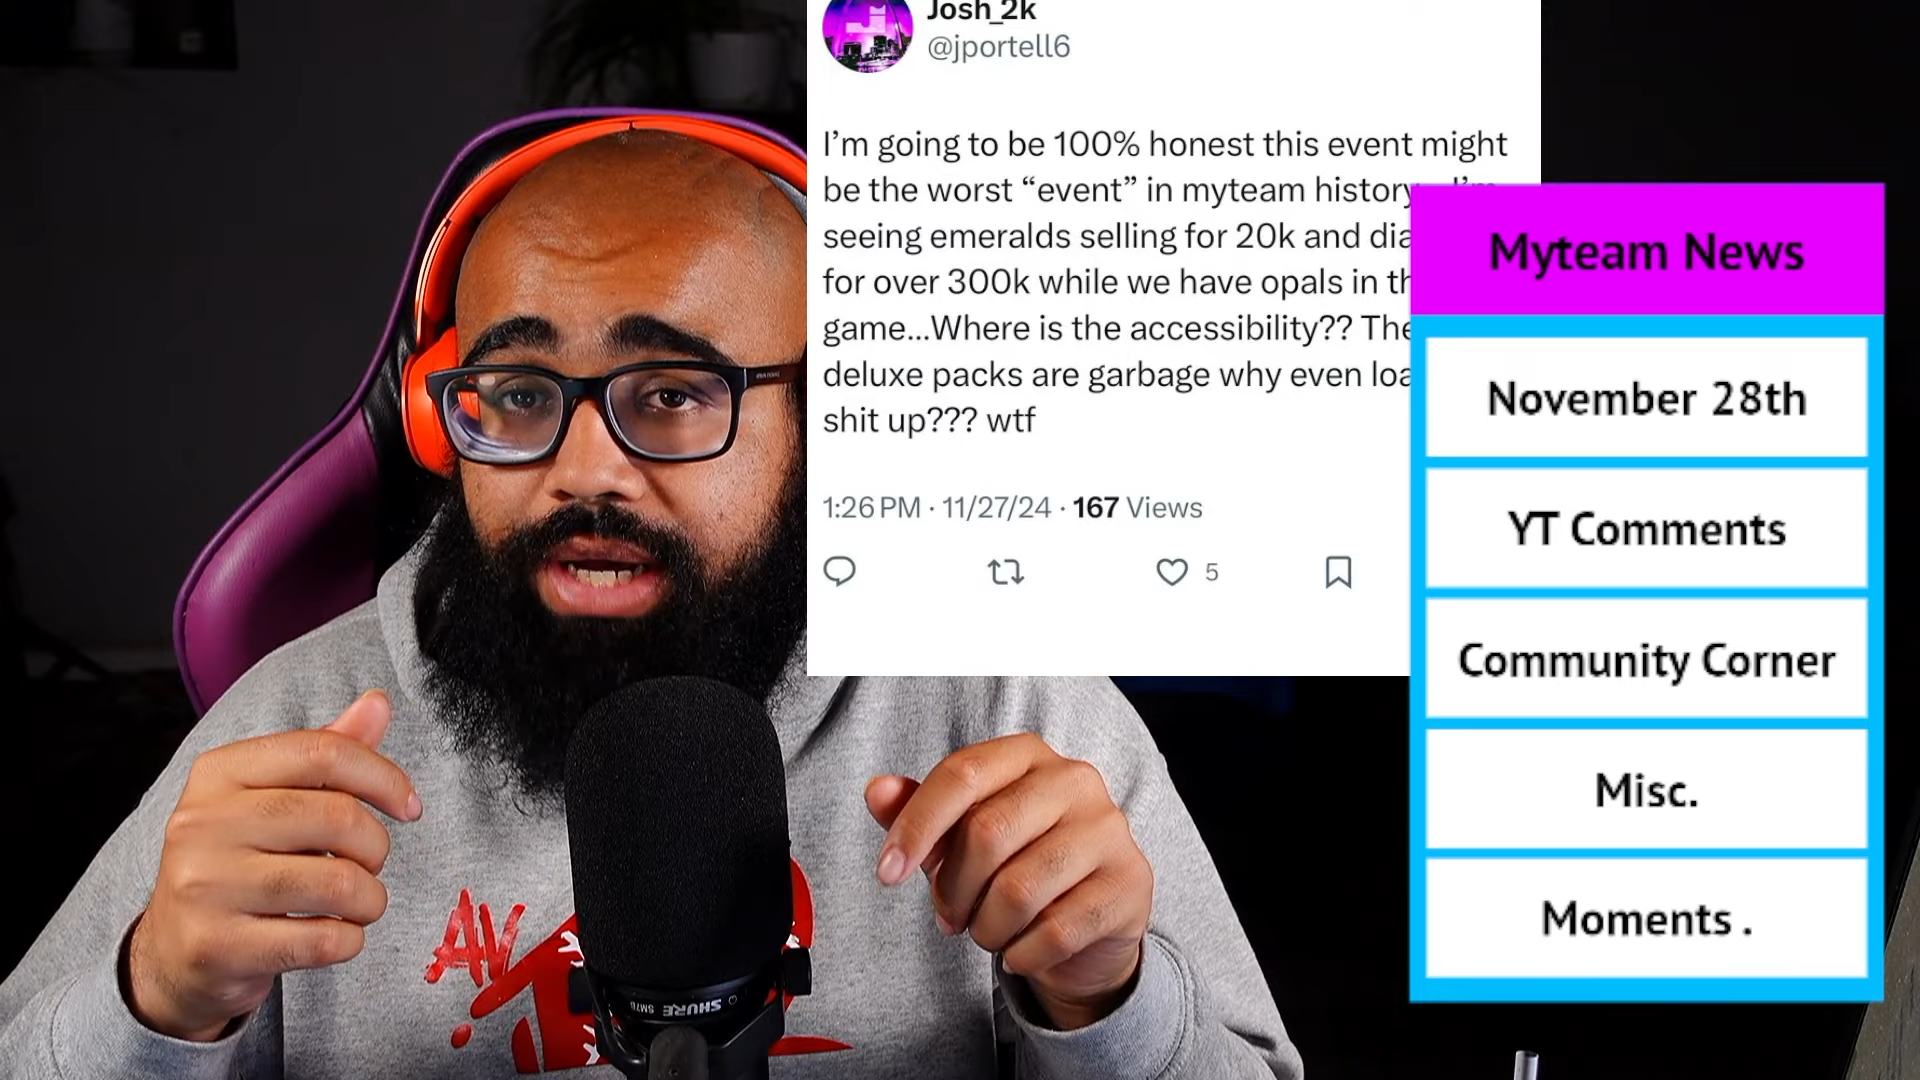 Josh_2k
@jportell6
I’m going to be 100% honest this event might
be the worst “event” in myteam history
seeing emeralds selling for 20k and
for over 300k while we have opals in
game...Where is the accessibility??
deluxe packs are garbage why even
shit up??? wtf
1:26 PM · 11/27/24 · 167 Views
5
Myteam News
November 28th
YT Comments
Community Corner
Misc.
Moments .
AV
SHURE SM7B